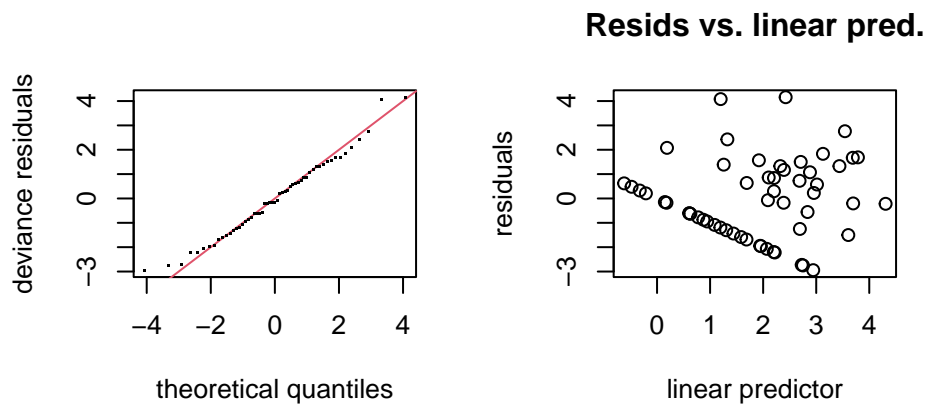 Resids vs. linear pred.
deviance residuals
4
2
0
−3
−4 −2 0 2 4
theoretical quantiles
residuals
4
2
0
−3
0 1 2 3 4
linear predictor